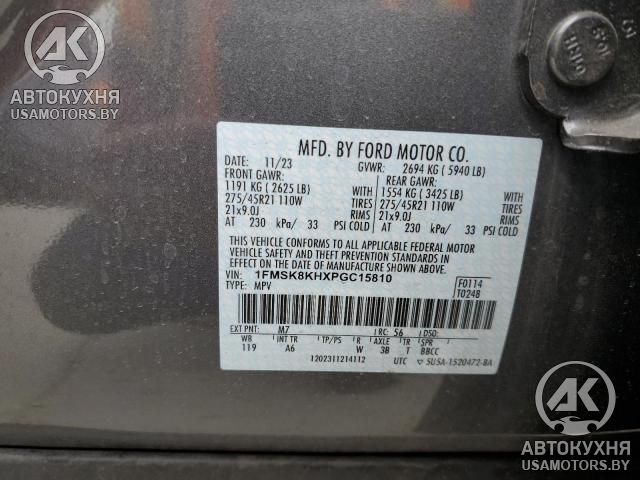 АК
АВТОКУХНЯ
USAMOTORS.BY
MFD. BY FORD MOTOR CO.
DATE: 11/23 GVWR: 2694 KG ( 5940 LB)
FRONT GAWR: REAR GAWR:
1191 KG ( 2625 LB) 1554 KG ( 3425 LB)
275/45R21 110W TIRES 275/45R21 110W TIRES
21x9.0J RIMS 21x9.0J RIMS
AT 230 kPa/ 33 PSI COLD AT 230 kPa/ 33 PSI COLD
THIS VEHICLE CONFORMS TO ALL APPLICABLE FEDERAL MOTOR
VEHICLE SAFETY AND THEFT PREVENTION STANDARDS IN EFFECT
ON THE DATE OF MANUFACTURE SHOWN ABOVE.
VIN: 1FMSK8KHXPGC15810 F0114
TYPE: MPV T0248
EXT PNT: M7 RC: 56 DSO:
WB INT TR TP/PS R AXLE TR SPR
119 A6 W 3B T BBCC
1202311214112 UTC ▽ 5U5A-1520472-BA
АК
АВТОКУХНЯ
USAMOTORS.BY